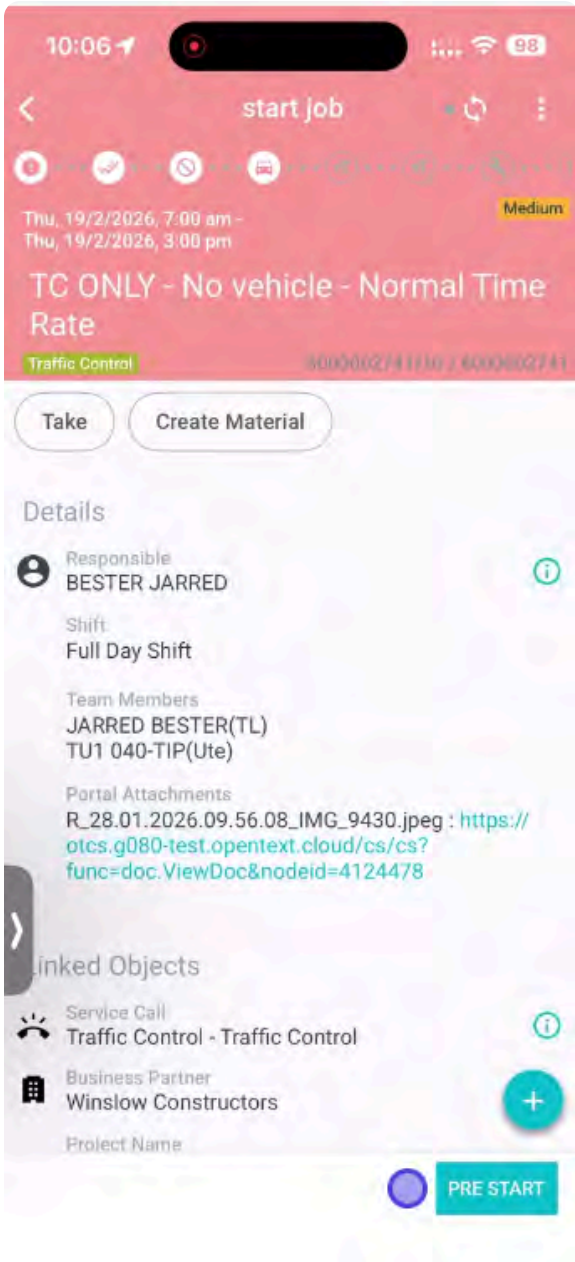 10:06
98
start job
Thu, 19/2/2026, 7:00 am -
Thu, 19/2/2026, 3:00 pm
Medium
TC ONLY - No vehicle - Normal Time
Rate
Traffic Control
6000002741/10 / 6000002741
Take
Create Material
Details
Responsible
BESTER JARRED
Shift
Full Day Shift
Team Members
JARRED BESTER(TL)
TU1 040-TIP(Ute)
Portal Attachments
R_28.01.2026.09.56.08_IMG_9430.jpeg : https://
otcs.g080-test.opentext.cloud/cs/cs?
func=doc.ViewDoc&nodeid=4124478
inked Objects
Service Call
Traffic Control - Traffic Control
Business Partner
Winslow Constructors
Project Name
PRE START